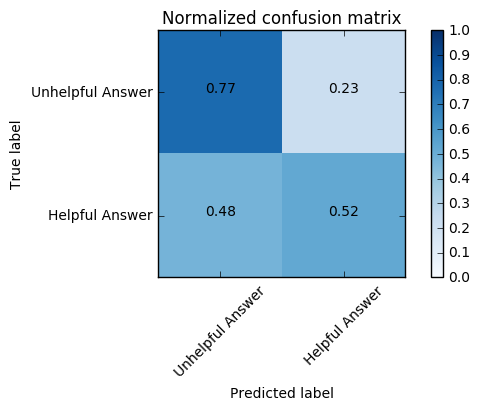 Normalized confusion matrix
True label
Unhelpful Answer
Helpful Answer
0.77
0.23
0.48
0.52
Unhelpful Answer
Helpful Answer
Predicted label
1.0
0.9
0.8
0.7
0.6
0.5
0.4
0.3
0.2
0.1
0.0